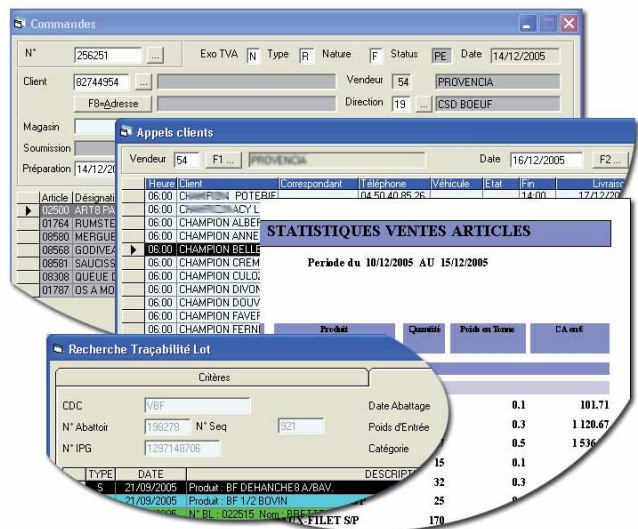 Commandes
N° 256251 ... Exo TVA N Type R Nature F Status PE Date 14/12/2005
Client 82744954 ... Vendeur 54 PROVENCIA
F8=Adresse Direction 19 ... CSD BOEUF
Magasin
Soumission
Préparation 14/12/20
Article Désignati
02500 ART8 PA
01764 RUMSTE
08580 MERGUE
08568 GODIVEA
08581 SAUCISS
08308 QUEUE D
01787 OS A MO
Appels clients
Vendeur 54 F1 ... PROVENCIA Date 16/12/2005 F2 ...
Heure Client Correspondant Téléphone Véhicule Etat Fin Livraiso
06:00 POTERIE 04 50 40 85 26 14:00 17/12/20
06:00 ACY L
06:00 CHAMPION ALBER
06:00 CHAMPION ANNE
06:00 CHAMPION BELLE
06:00 CHAMPION CREM
06:00 CHAMPION CULOZ
06:00 CHAMPION DIVON
06:00 CHAMPION DOUV
06:00 CHAMPION FAVER
06:00 CHAMPION FERN
STATISTIQUES VENTES ARTICLES
Periode du 10/12/2005 AU 15/12/2005
Produit Quantité Poids en Tonne CA en €
0.1 101.71
0.3 1 120.67
0.5 1 536
15 0.1
32 0.3
25
FILET S/P 170
Recherche Traçabilité Lot
Critères
CDC VBF Date Abattage
N° Abattoir 198278 N° Seq 921 Poids d'Entrée
N° IPG 1297148706 Catégorie
TYPE DATE DESCRIPT
S 21/09/2005 Produit : BF DEHANCHE8 A/BAV.
21/09/2005 Produit : BF 1/2 BOVIN
N° BL : 022515 Nom :